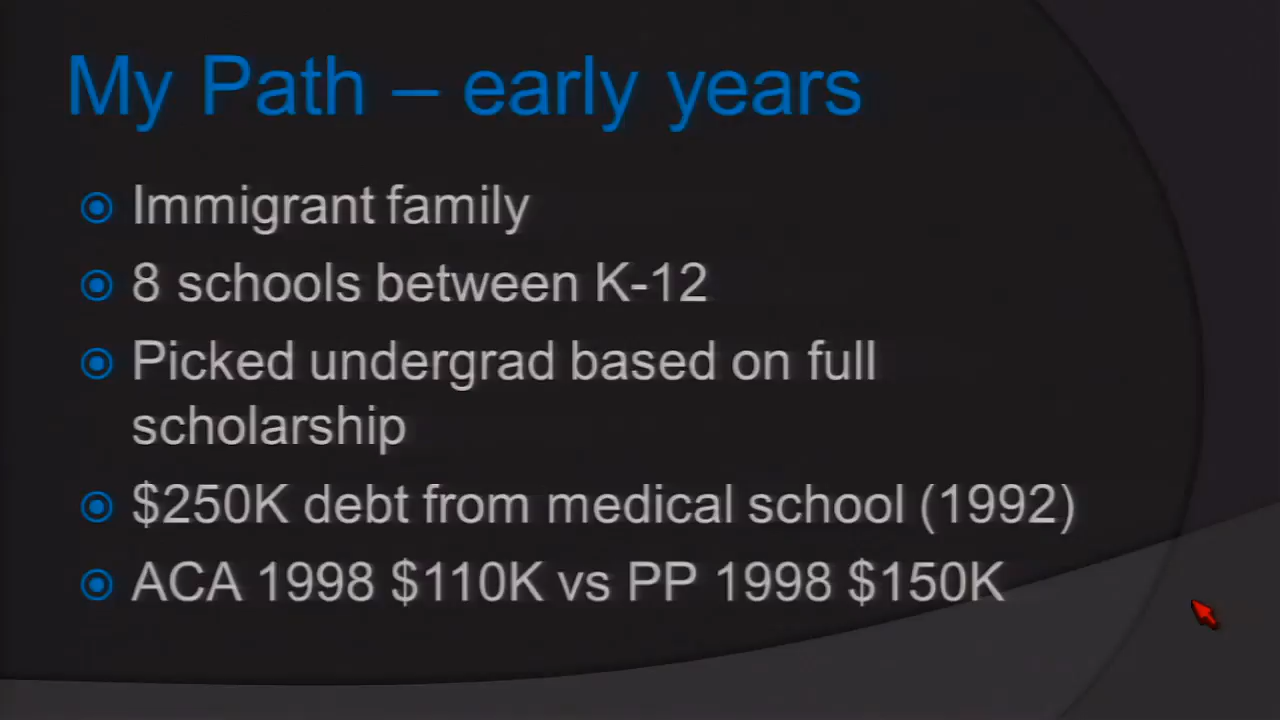 My Path – early years
Immigrant family
8 schools between K-12
Picked undergrad based on full
scholarship
$250K debt from medical school (1992)
ACA 1998 $110K vs PP 1998 $150K